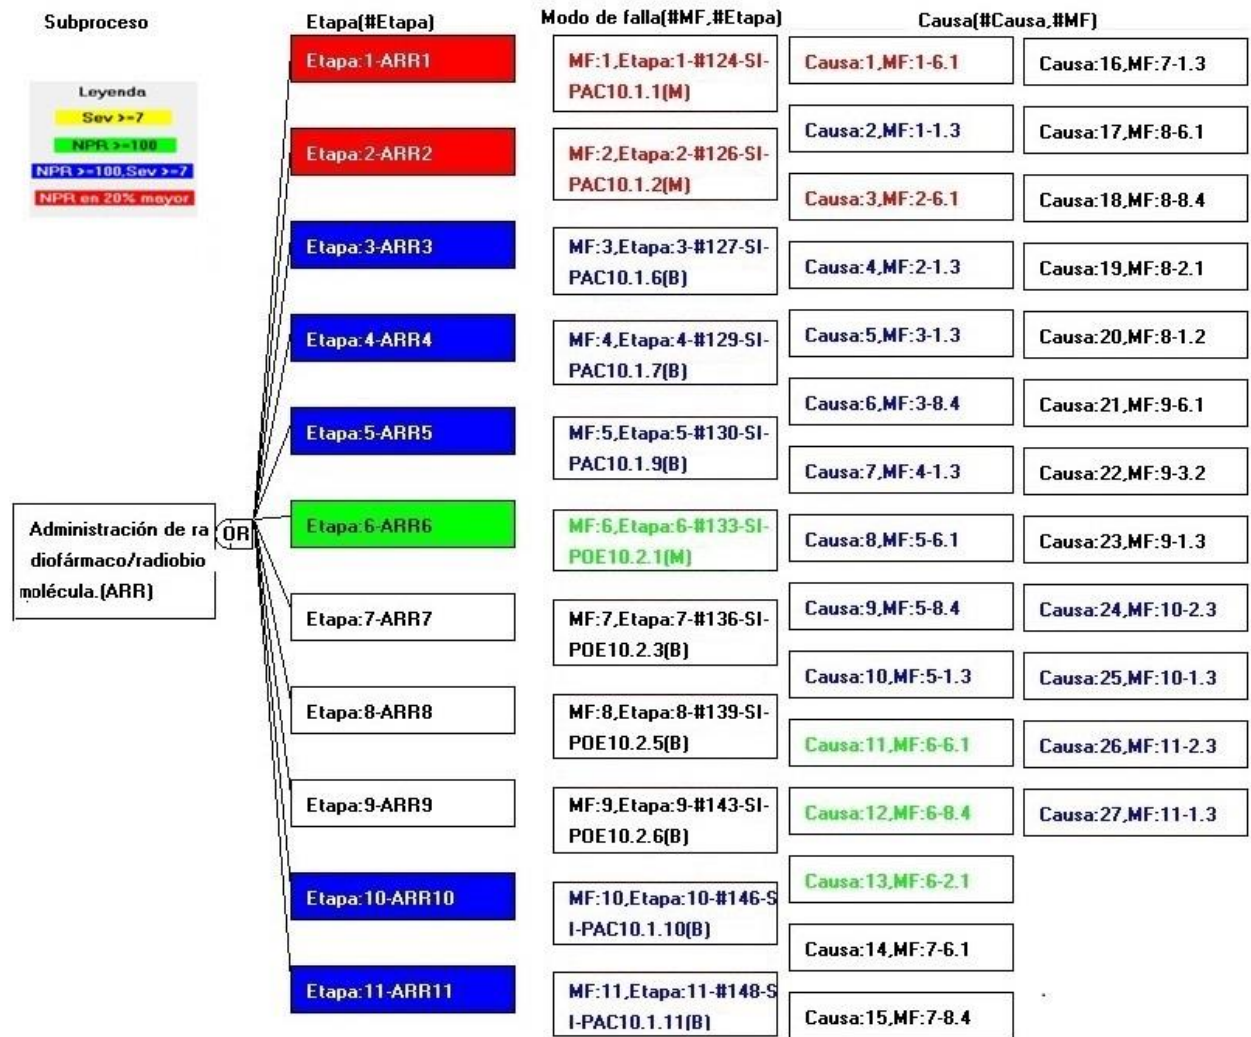 Subproceso
Etapa(#Etapa)
Modo de falla(#MF,#Etapa)
Causa(#Causa,#MF)
Leyenda
Sev >=7
NPR >=100
NPR >=100,Sev >=7
NPR en 20% mayor
Administración de ra
diofármaco/radiobio
molécula.(ARR)
OR
Etapa:1-ARR1
Etapa:2-ARR2
Etapa:3-ARR3
Etapa:4-ARR4
Etapa:5-ARR5
Etapa:6-ARR6
Etapa:7-ARR7
Etapa:8-ARR8
Etapa:9-ARR9
Etapa:10-ARR10
Etapa:11-ARR11
MF:1,Etapa:1-#124-SI-
PAC10.1.1(M)
MF:2,Etapa:2-#126-SI-
PAC10.1.2(M)
MF:3,Etapa:3-#127-SI-
PAC10.1.6(B)
MF:4,Etapa:4-#129-SI-
PAC10.1.7(B)
MF:5,Etapa:5-#130-SI-
PAC10.1.9(B)
MF:6,Etapa:6-#133-SI-
POE10.2.1(M)
MF:7,Etapa:7-#136-SI-
POE10.2.3(B)
MF:8,Etapa:8-#139-SI-
POE10.2.5(B)
MF:9,Etapa:9-#143-SI-
POE10.2.6(B)
MF:10,Etapa:10-#146-S
I-PAC10.1.10(B)
MF:11,Etapa:11-#148-S
I-PAC10.1.11(B)
Causa:1,MF:1-6.1
Causa:2,MF:1-1.3
Causa:3,MF:2-6.1
Causa:4,MF:2-1.3
Causa:5,MF:3-1.3
Causa:6,MF:3-8.4
Causa:7,MF:4-1.3
Causa:8,MF:5-6.1
Causa:9,MF:5-8.4
Causa:10,MF:5-1.3
Causa:11,MF:6-6.1
Causa:12,MF:6-8.4
Causa:13,MF:6-2.1
Causa:14,MF:7-6.1
Causa:15,MF:7-8.4
Causa:16,MF:7-1.3
Causa:17,MF:8-6.1
Causa:18,MF:8-8.4
Causa:19,MF:8-2.1
Causa:20,MF:8-1.2
Causa:21,MF:9-6.1
Causa:22,MF:9-3.2
Causa:23,MF:9-1.3
Causa:24,MF:10-2.3
Causa:25,MF:10-1.3
Causa:26,MF:11-2.3
Causa:27,MF:11-1.3